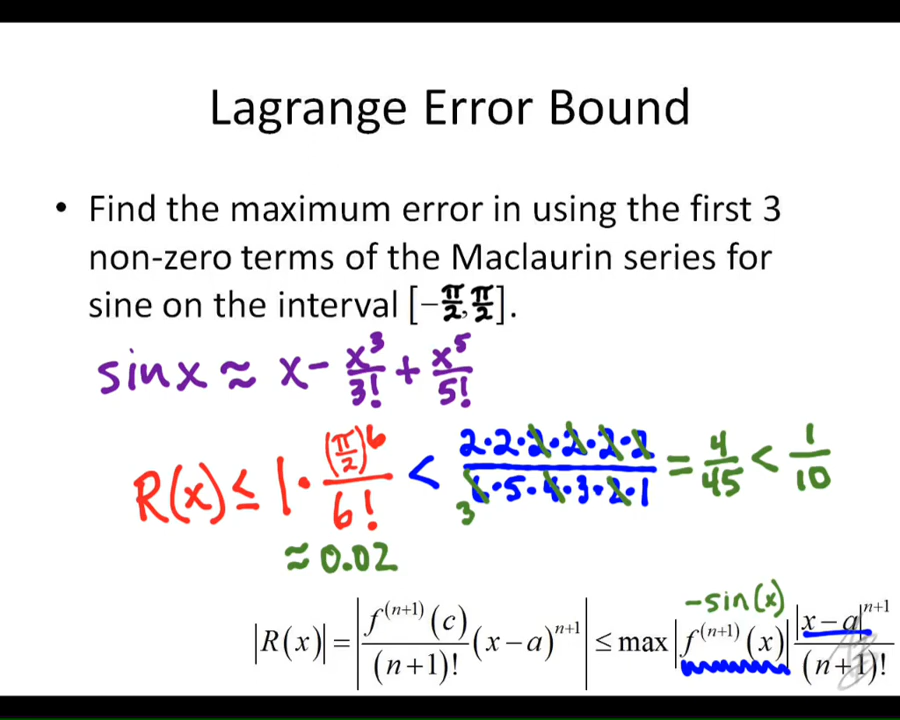 Lagrange Error Bound
• Find the maximum error in using the first 3
non-zero terms of the Maclaurin series for
sine on the interval [-π/2, π/2].
sin x ≈ x - x³/3! + x⁵/5!
R(x) ≤ 1 · (π/2)⁶/6! < 2·2·2·2·2·2/6·5·4·3·2·1 = 4/45 < 1/10
3
≈ 0.02
-sin(x)
|R(x)| = |f⁽ⁿ⁺¹⁾(c)/(n+1)! (x-a)ⁿ⁺¹| ≤ max|f⁽ⁿ⁺¹⁾(x)| |x-a|ⁿ⁺¹/(n+1)!